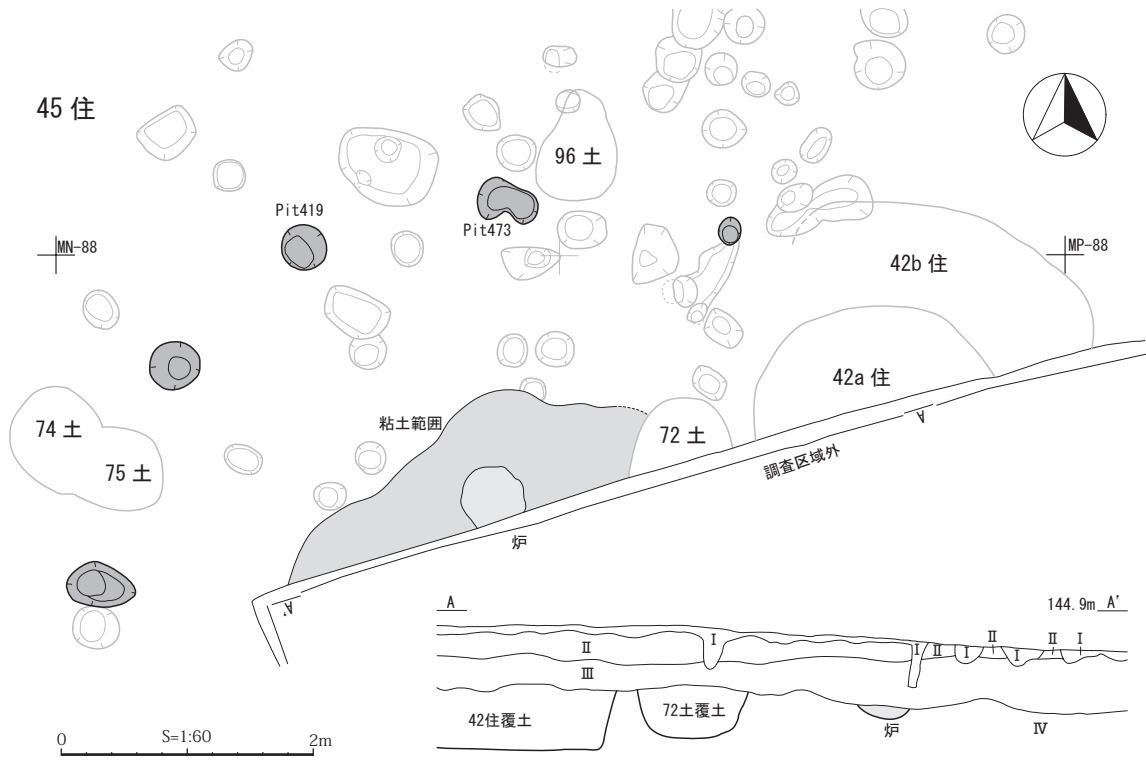 45 住
96 土
Pit419
Pit473
MN-88
MP-88
42b 住
42a 住
粘土範囲
72 土
74 土
75 土
A
調査区域外
炉
A'
A
144.9m A'
Ⅰ
Ⅱ
Ⅲ
Ⅰ Ⅱ Ⅰ Ⅱ Ⅰ Ⅱ Ⅰ
42住覆土
72土覆土
炉
Ⅳ
0 S=1:60 2m